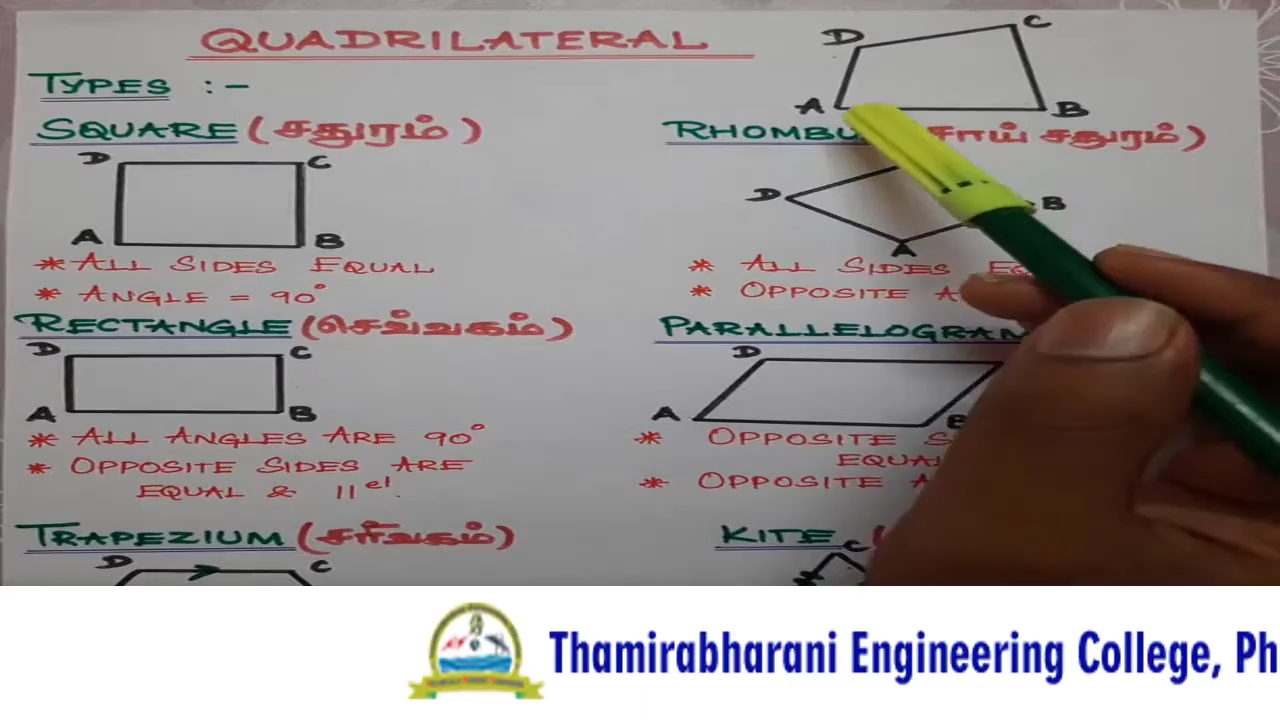 QUADRILATERAL
D C
A B
TYPES :-
SQUARE (சதுரம்)
D C
A B
* ALL SIDES EQUAL
* ANGLE = 90°
RHOMBU சாய் சதுரம்)
D B
A
* ALL SIDES
* OPPOSITE
RECTANGLE (செவ்வகம்)
D C
A B
* ALL ANGLES ARE 90°
* OPPOSITE SIDES ARE
EQUAL & 11el.
PARALLELOGRAM
D
A B
* OPPOSITE S
EQUAL
* OPPOSITE
TRAPEZIUM (சரிவகம்)
D C
KITE (
C
Thamirabharani Engineering College, Ph